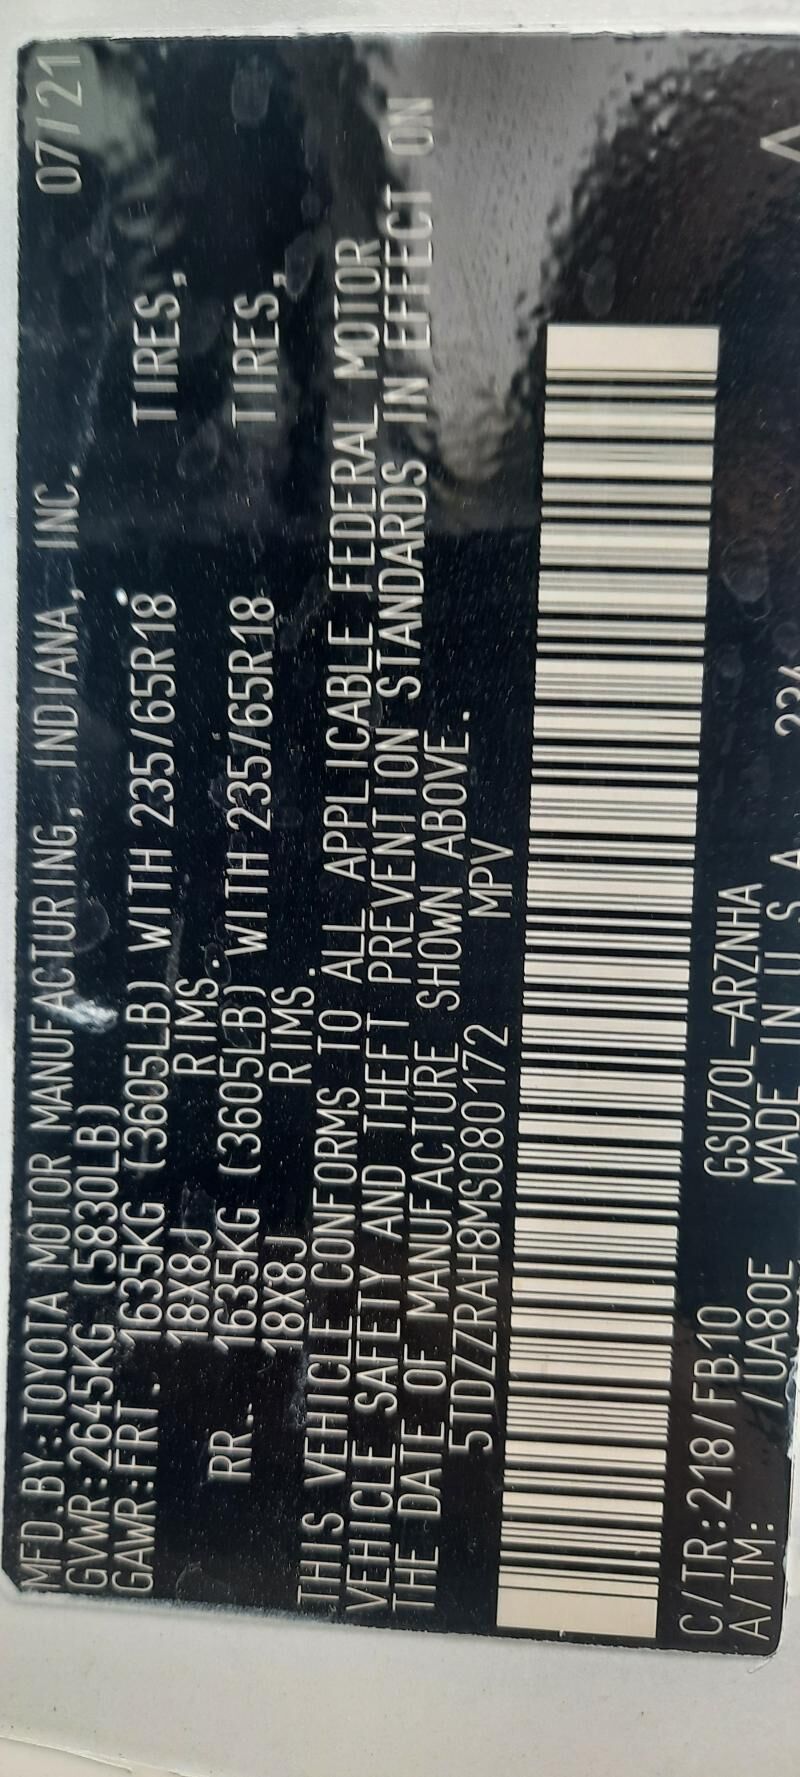 MFD.BY:TOYOTA MOTOR MANUFACTURING, INDIANA, INC. 07/21
GVWR:2645KG (5830LB)
GAWR:FRT. 1635KG (3605LB) WITH 235/65R18 TIRES,
18X8J RIMS.
RR. 1635KG (3605LB) WITH 235/65R18 TIRES,
18X8J RIMS.
THIS VEHICLE CONFORMS TO ALL APPLICABLE FEDERAL MOTOR
VEHICLE SAFETY AND THEFT PREVENTION STANDARDS IN EFFECT ON
THE DATE OF MANUFACTURE SHOWN ABOVE.
5TDZZRAH8MS080172 MPV
C/TR:218/FB10 GSU70L-ARZNHA
A/TM: /UA80E MADE IN U S A